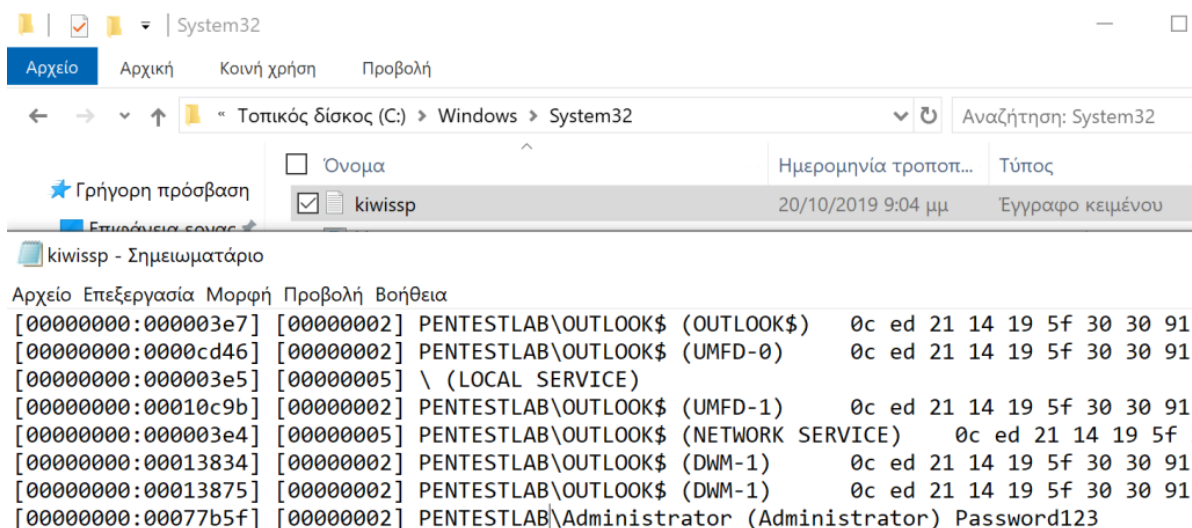 System32
Αρχείο Αρχική Κοινή χρήση Προβολή
« Τοπικός δίσκος (C:) › Windows › System32 Αναζήτηση: System32
Όνομα Ημερομηνία τροποπ... Τύπος
Γρήγορη πρόσβαση
kiwissp 20/10/2019 9:04 μμ Έγγραφο κειμένου
Επιφάνεια εργας
kiwissp - Σημειωματάριο
Αρχείο Επεξεργασία Μορφή Προβολή Βοήθεια
[00000000:000003e7] [00000002] PENTESTLAB\OUTLOOK$ (OUTLOOK$) 0c ed 21 14 19 5f 30 30 91
[00000000:0000cd46] [00000002] PENTESTLAB\OUTLOOK$ (UMFD-0) 0c ed 21 14 19 5f 30 30 91
[00000000:000003e5] [00000005] \ (LOCAL SERVICE)
[00000000:00010c9b] [00000002] PENTESTLAB\OUTLOOK$ (UMFD-1) 0c ed 21 14 19 5f 30 30 91
[00000000:000003e4] [00000005] PENTESTLAB\OUTLOOK$ (NETWORK SERVICE) 0c ed 21 14 19 5f
[00000000:00013834] [00000002] PENTESTLAB\OUTLOOK$ (DWM-1) 0c ed 21 14 19 5f 30 30 91
[00000000:00013875] [00000002] PENTESTLAB\OUTLOOK$ (DWM-1) 0c ed 21 14 19 5f 30 30 91
[00000000:00077b5f] [00000002] PENTESTLAB\Administrator (Administrator) Password123